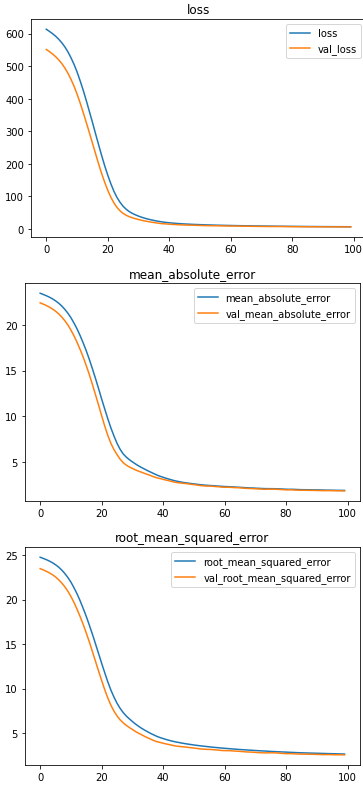 loss
600
500
400
300
200
100
0
loss
val_loss
0 20 40 60 80 100
mean_absolute_error
20
15
10
5
mean_absolute_error
val_mean_absolute_error
0 20 40 60 80 100
root_mean_squared_error
25
20
15
10
5
root_mean_squared_error
val_root_mean_squared_error
0 20 40 60 80 100